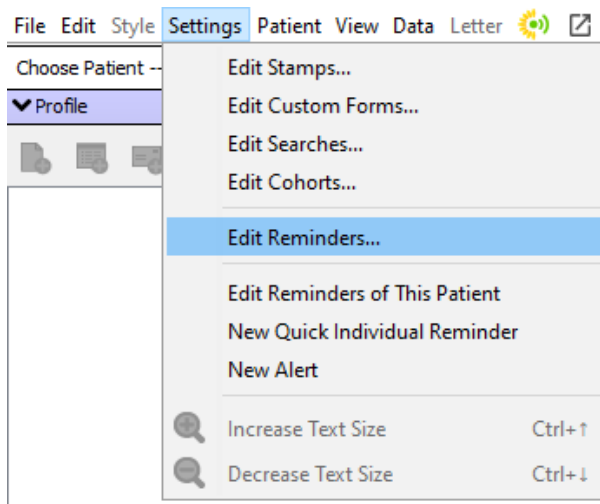 File Edit Style Settings Patient View Data Letter
Choose Patient --
Profile
Edit Stamps...
Edit Custom Forms...
Edit Searches...
Edit Cohorts...
Edit Reminders...
Edit Reminders of This Patient
New Quick Individual Reminder
New Alert
Increase Text Size Ctrl+↑
Decrease Text Size Ctrl+↓